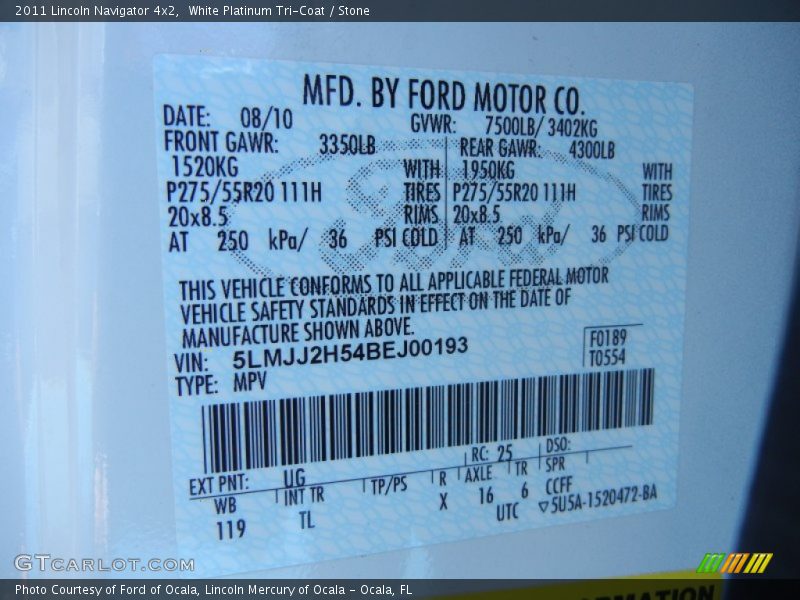 2011 Lincoln Navigator 4x2, White Platinum Tri-Coat / Stone
MFD. BY FORD MOTOR CO.
DATE: 08/10 GVWR: 7500LB/ 3402KG
FRONT GAWR: 3350LB REAR GAWR: 4300LB
1520KG WITH 1950KG WITH
P275/55R20 111H TIRES P275/55R20 111H TIRES
20x8.5 RIMS 20x8.5 RIMS
AT 250 kPa/ 36 PSI COLD AT 250 kPa/ 36 PSI COLD
THIS VEHICLE CONFORMS TO ALL APPLICABLE FEDERAL MOTOR
VEHICLE SAFETY STANDARDS IN EFFECT ON THE DATE OF
MANUFACTURE SHOWN ABOVE.
VIN: 5LMJJ2H54BEJ00193 F0189
TYPE: MPV T0554
EXT PNT: UG RC: 25 DSO:
WB INT TR TP/PS R AXLE TR SPR
119 TL X 16 6 CCFF
UTC ▽5U5A-1520472-BA
GTCARLOT.COM
Photo Courtesy of Ford of Ocala, Lincoln Mercury of Ocala - Ocala, FL